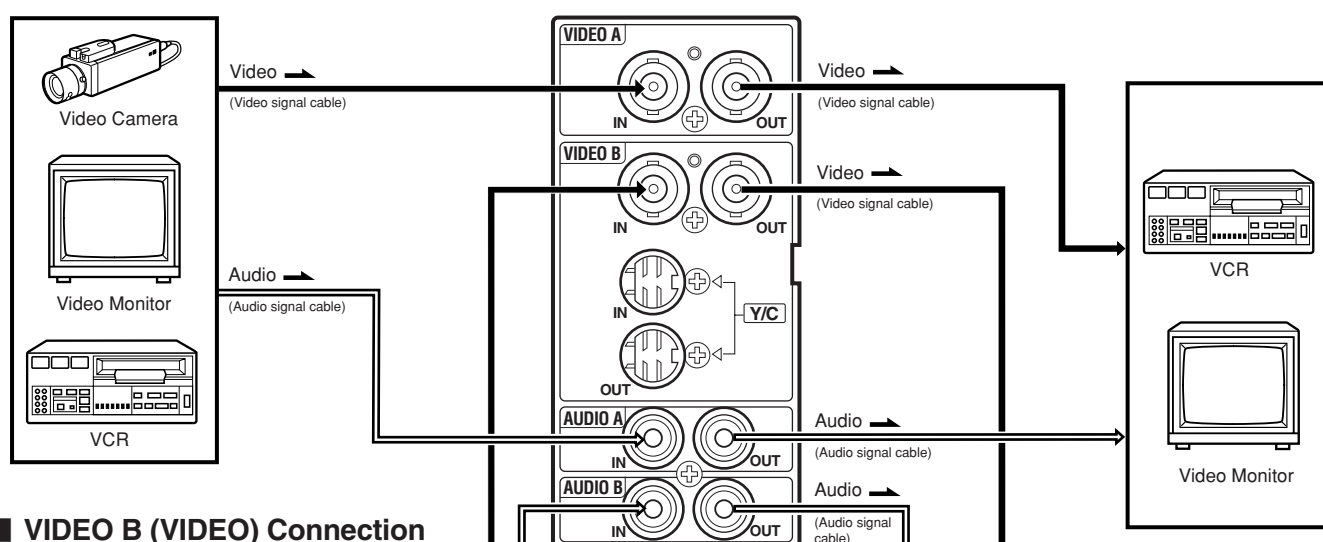 Video Camera
Video Monitor
VCR
Video
(Video signal cable)
Audio
(Audio signal cable)
VIDEO A
IN
OUT
VIDEO B
IN
OUT
IN
Y/C
OUT
AUDIO A
IN
OUT
AUDIO B
IN
OUT
Video
(Video signal cable)
Video
(Video signal cable)
Audio
(Audio signal cable)
Audio
(Audio signal
cable)
VCR
Video Monitor
VIDEO B (VIDEO) Connection